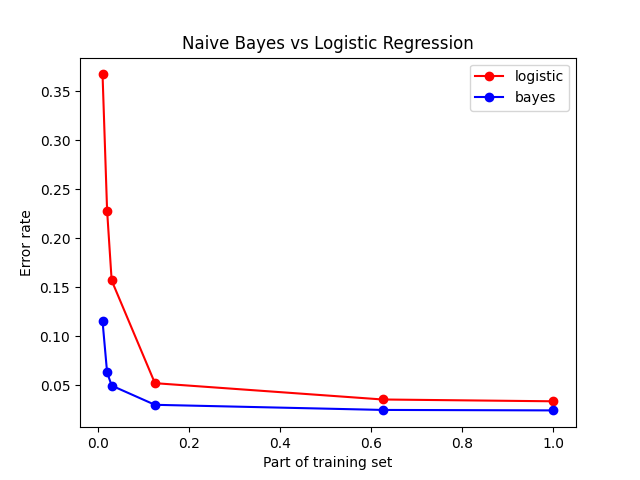 Naive Bayes vs Logistic Regression
logistic
bayes
0.35
0.30
0.25
0.20
0.15
0.10
0.05
Error rate
0.0 0.2 0.4 0.6 0.8 1.0
Part of training set